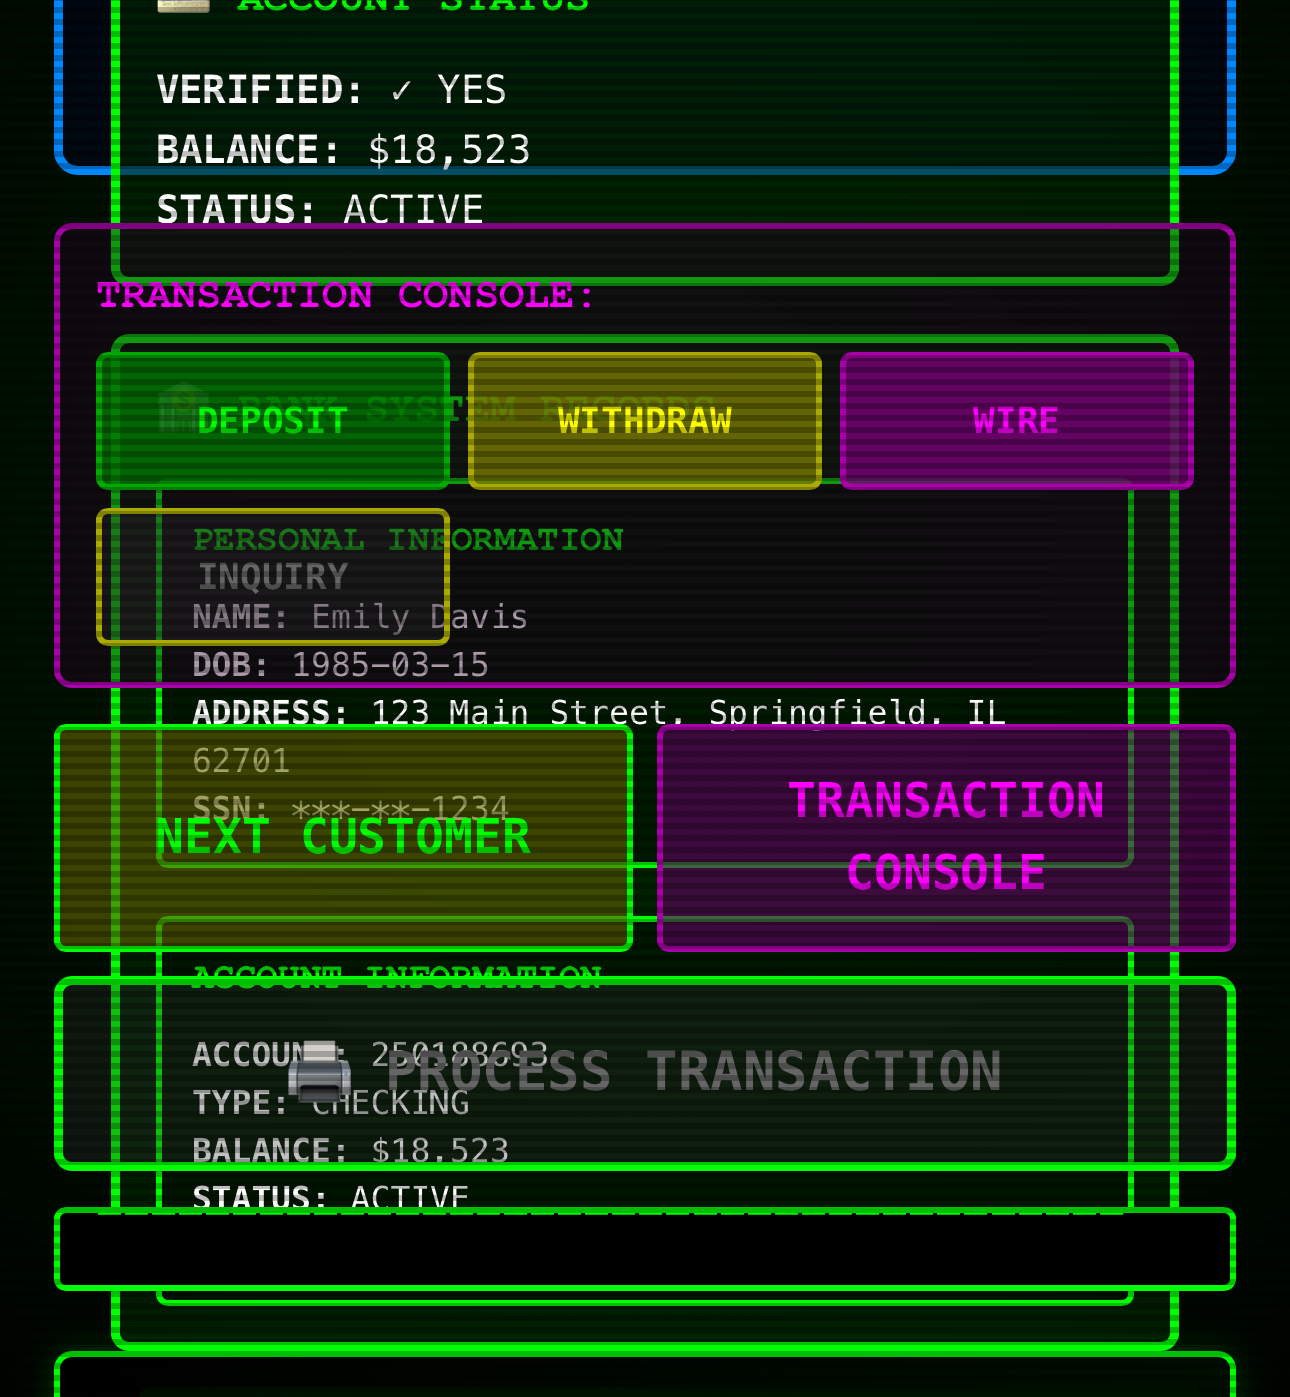 ACCOUNT STATUS
VERIFIED: ✓ YES
BALANCE: $18,523
STATUS: ACTIVE
TRANSACTION CONSOLE:
BANK SYSTEM RECORDS
DEPOSIT
WITHDRAW
WIRE
PERSONAL INFORMATION
INQUIRY
NAME: Emily Davis
DOB: 1985-03-15
ADDRESS: 123 Main Street, Springfield, IL
62701
SSN: ***-**-1234
NEXT CUSTOMER
TRANSACTION
CONSOLE
ACCOUNT INFORMATION
ACCOUNT: 250188693
PROCESS TRANSACTION
TYPE: CHECKING
BALANCE: $18,523
STATUS: ACTIVE